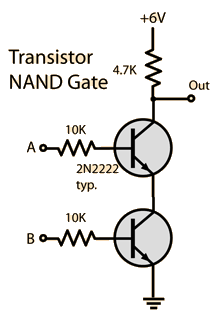 +6V
Transistor
NAND Gate
4.7K
Out
10K
A
2N2222
typ.
10K
B